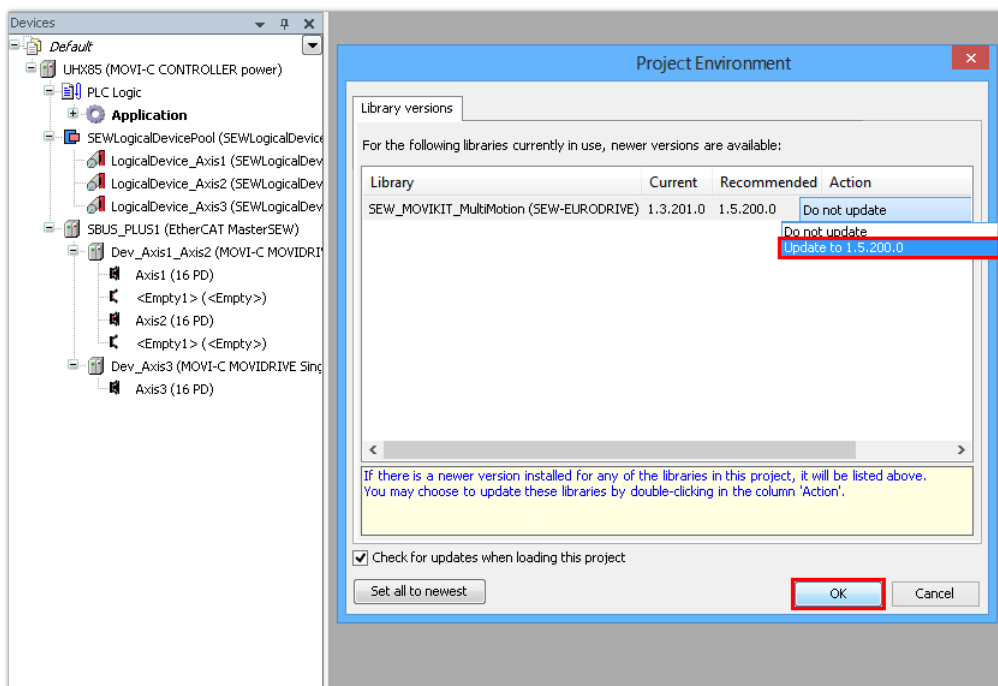 Devices
Default
UHX85 (MOVI-C CONTROLLER power)
PLC Logic
Application
SEWLogicalDevicePool (SEWLogicalDevice
LogicalDevice_Axis1 (SEWLogicalDev
LogicalDevice_Axis2 (SEWLogicalDev
LogicalDevice_Axis3 (SEWLogicalDev
SBUS_PLUS1 (EtherCAT MasterSEW)
Dev_Axis1_Axis2 (MOVI-C MOVIDRI
Axis1 (16 PD)
<Empty1> (<Empty>)
Axis2 (16 PD)
<Empty1> (<Empty>)
Dev_Axis3 (MOVI-C MOVIDRIVE Sing
Axis3 (16 PD)
Project Environment
Library versions
For the following libraries currently in use, newer versions are available:
Library Current Recommended Action
SEW_MOVIKIT_MultiMotion (SEW-EURODRIVE) 1.3.201.0 1.5.200.0 Do not update
Do not update
Update to 1.5.200.0
If there is a newer version installed for any of the libraries in this project, it will be listed above.
You may choose to update these libraries by double-clicking in the column 'Action'.
Check for updates when loading this project
Set all to newest OK Cancel